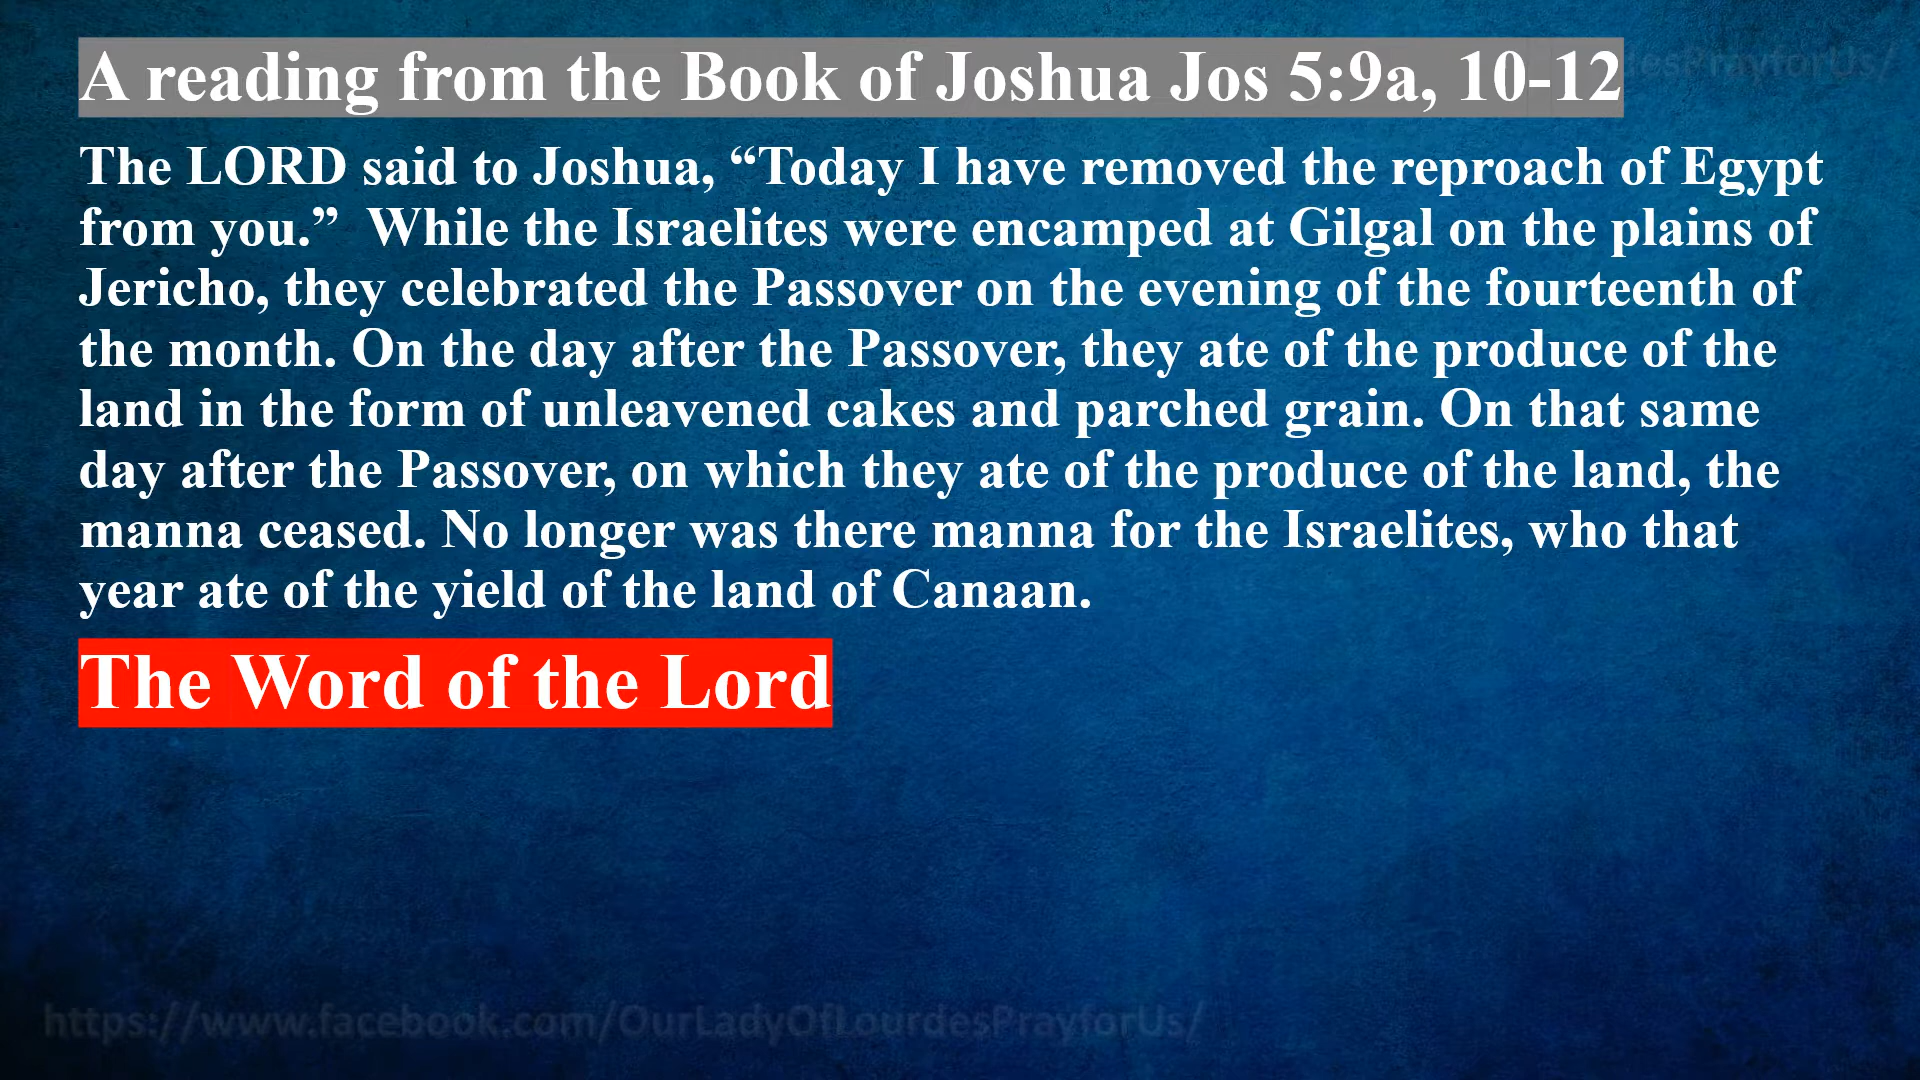 A reading from the Book of Joshua Jos 5:9a, 10-12
esPrayforUs/
The LORD said to Joshua, “Today I have removed the reproach of Egypt
from you.”  While the Israelites were encamped at Gilgal on the plains of
Jericho, they celebrated the Passover on the evening of the fourteenth of
the month. On the day after the Passover, they ate of the produce of the
land in the form of unleavened cakes and parched grain. On that same
day after the Passover, on which they ate of the produce of the land, the
manna ceased. No longer was there manna for the Israelites, who that
year ate of the yield of the land of Canaan.
The Word of the Lord
https://www.facebook.com/OurLadyOfLourdesPrayforUs/